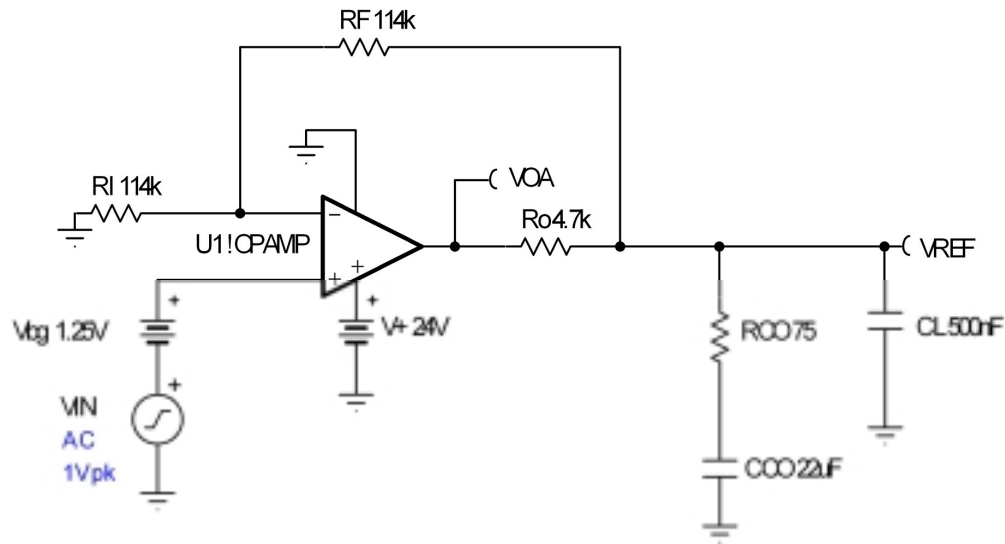 RF 114k
RI 114k
VOA
Ro 4.7k
U1 !OPAMP
VREF
Vbg 1.25V
V+ 24V
RCO 75
CL 500nF
VIN
AC
1Vpk
CCO 22uF